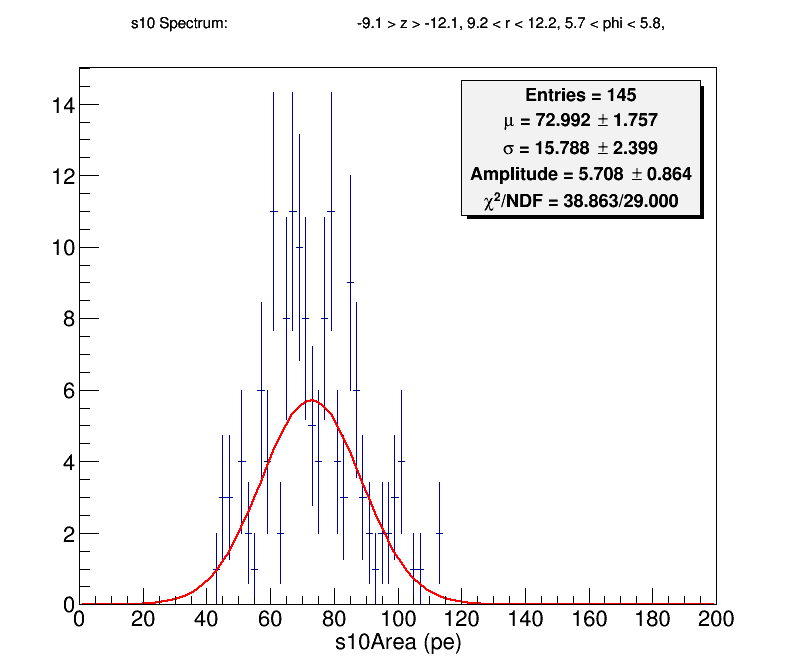 s10 Spectrum: -9.1 > z > -12.1, 9.2 < r < 12.2, 5.7 < phi < 5.8,
Entries = 145
μ = 72.992 ± 1.757
σ = 15.788 ± 2.399
Amplitude = 5.708 ± 0.864
χ²/NDF = 38.863/29.000
14
12
10
8
6
4
2
0
0 20 40 60 80 100 120 140 160 180 200
s10Area (pe)